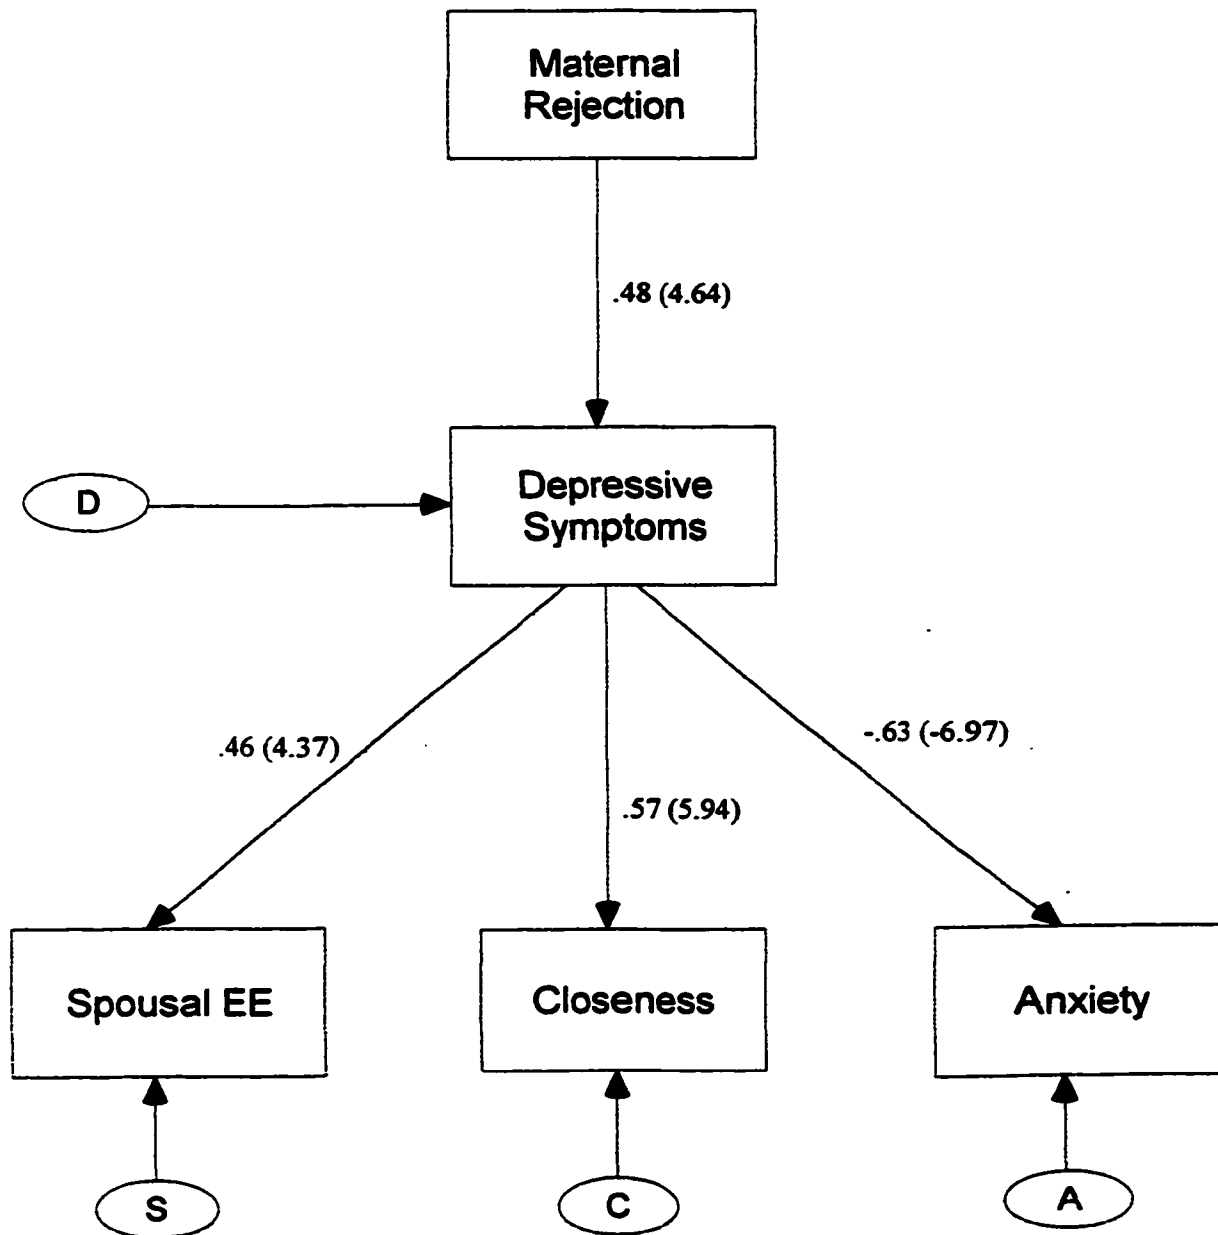 Maternal
Rejection
.48 (4.64)
D
Depressive
Symptoms
.46 (4.37)
.57 (5.94)
-.63 (-6.97)
Spousal EE
Closeness
Anxiety
S
C
A